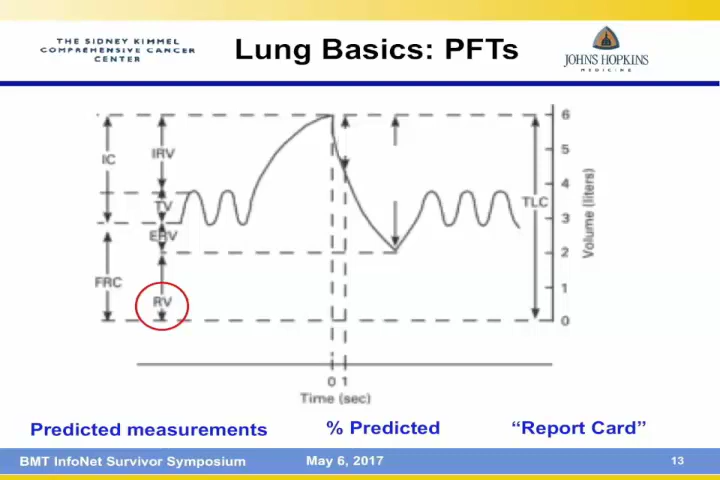 THE SIDNEY KIMMEL
COMPREHENSIVE CANCER
CENTER
Lung Basics: PFTs
JOHNS HOPKINS
MEDICINE
IC
IRV
TV
ERV
FRC
RV
TLC
6
5
4
3
2
1
0
Volume (liters)
0 1
Time (sec)
Predicted measurements
% Predicted
“Report Card”
BMT InfoNet Survivor Symposium
May 6, 2017
13